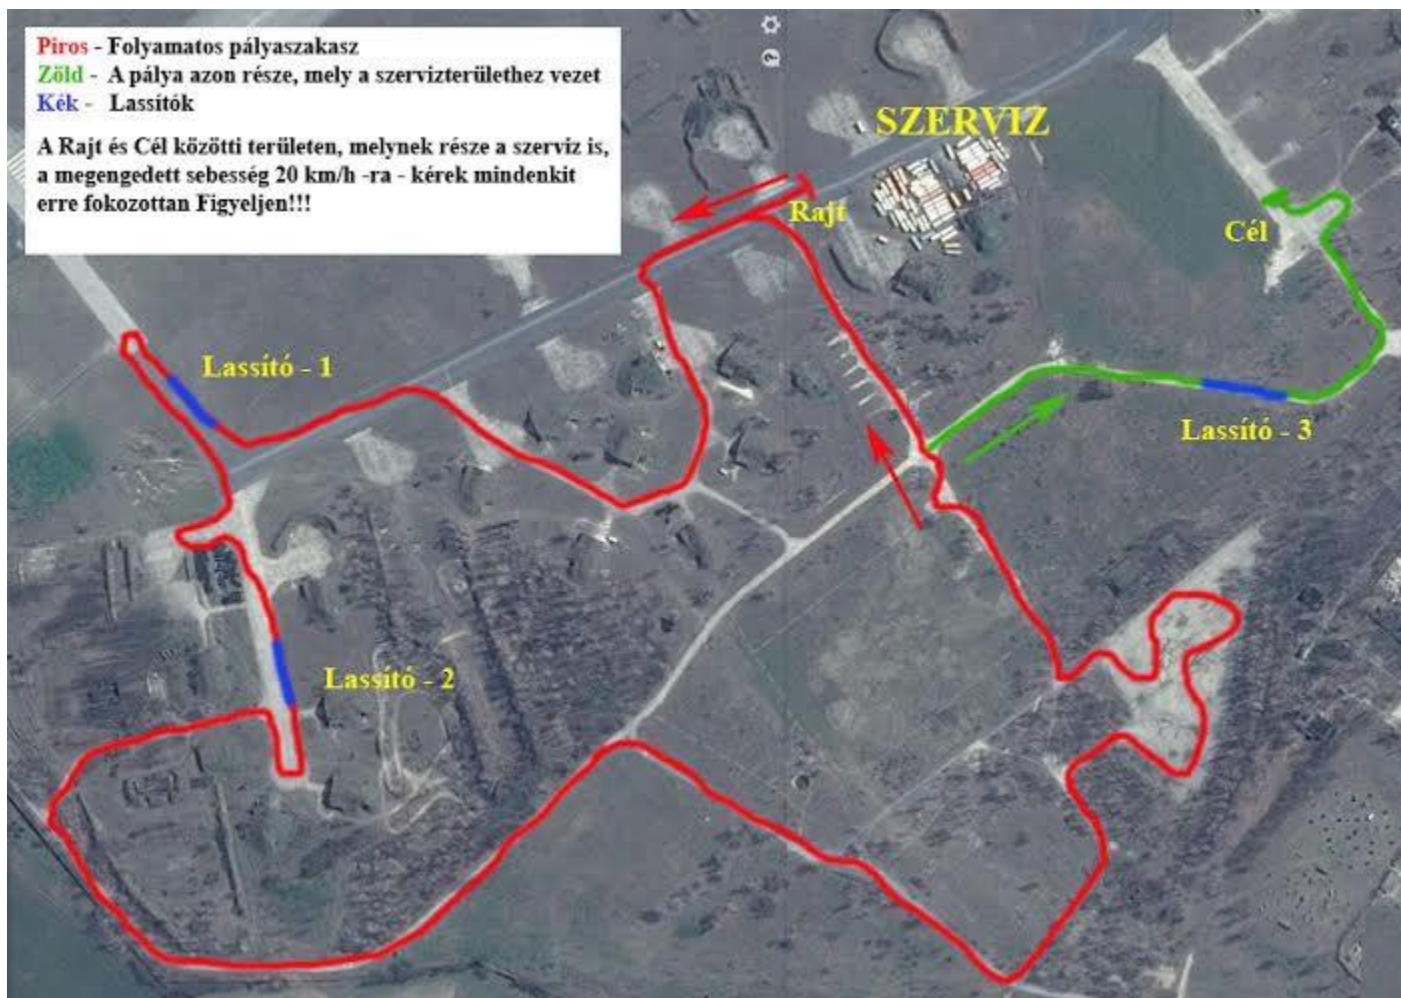 Piros - Folyamatos pályaszakasz
Zöld - A pálya azon része, mely a szervizterülethez vezet
Kék - Lassítók
A Rajt és Cél közötti területen, melynek része a szerviz is,
a megengedett sebesség 20 km/h -ra - kérek mindenkit
erre fokozottan Figyeljen!!!
SZERVIZ
Rajt
Cél
Lassító - 1
Lassító - 3
Lassító - 2